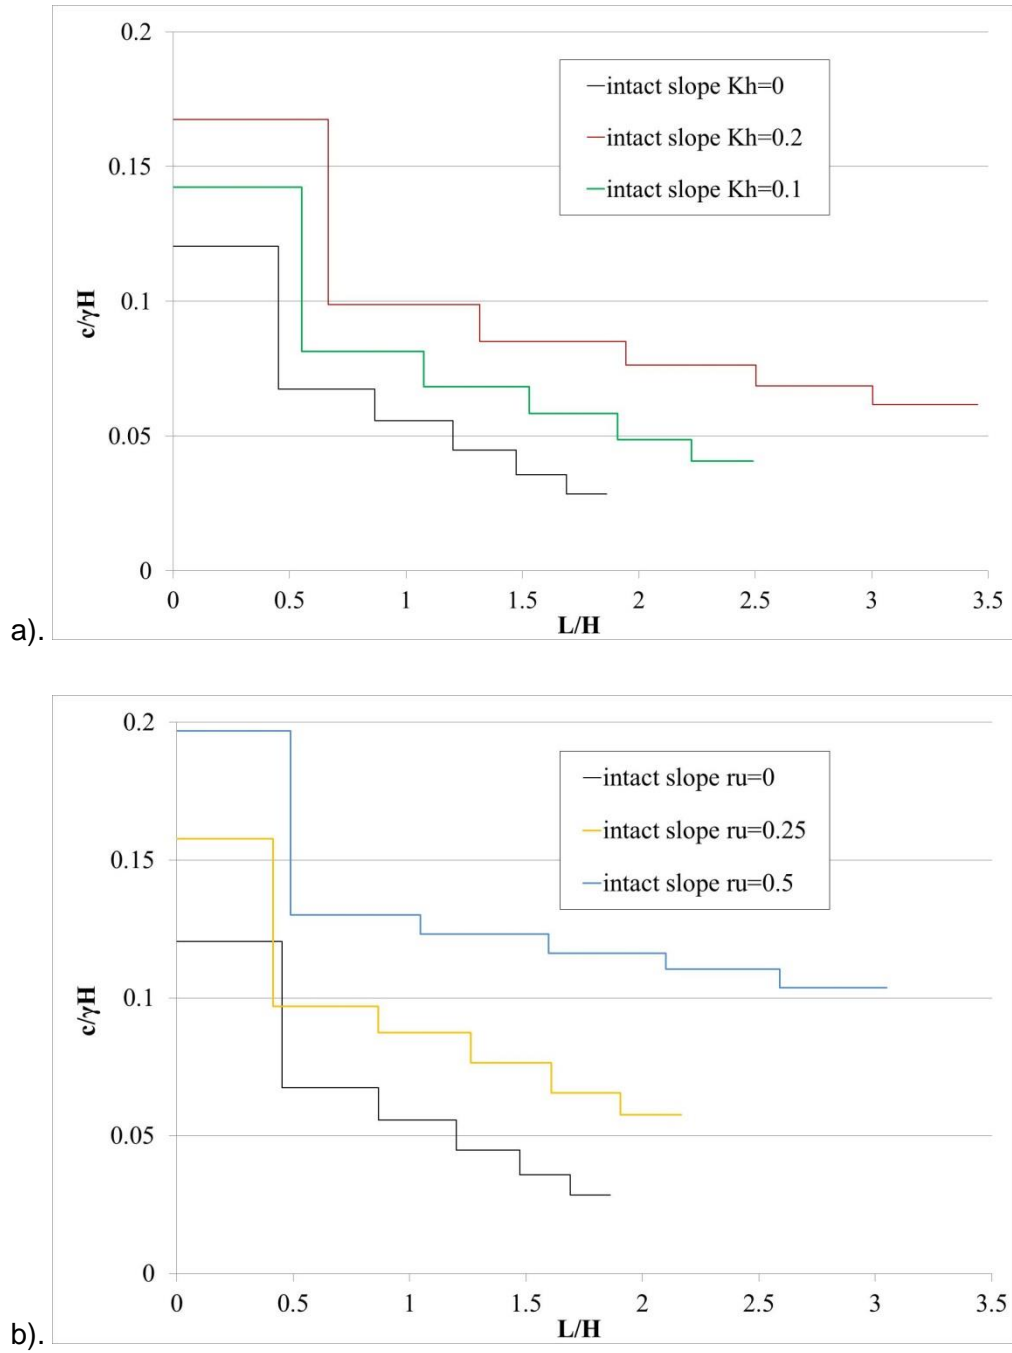 0.2
0.15
0.1
0.05
0
c/γH
intact slope Kh=0
intact slope Kh=0.2
intact slope Kh=0.1
0 0.5 1 1.5 2 2.5 3 3.5
L/H
a).
0.2
0.15
0.1
0.05
0
c/γH
intact slope ru=0
intact slope ru=0.25
intact slope ru=0.5
0 0.5 1 1.5 2 2.5 3 3.5
L/H
b).